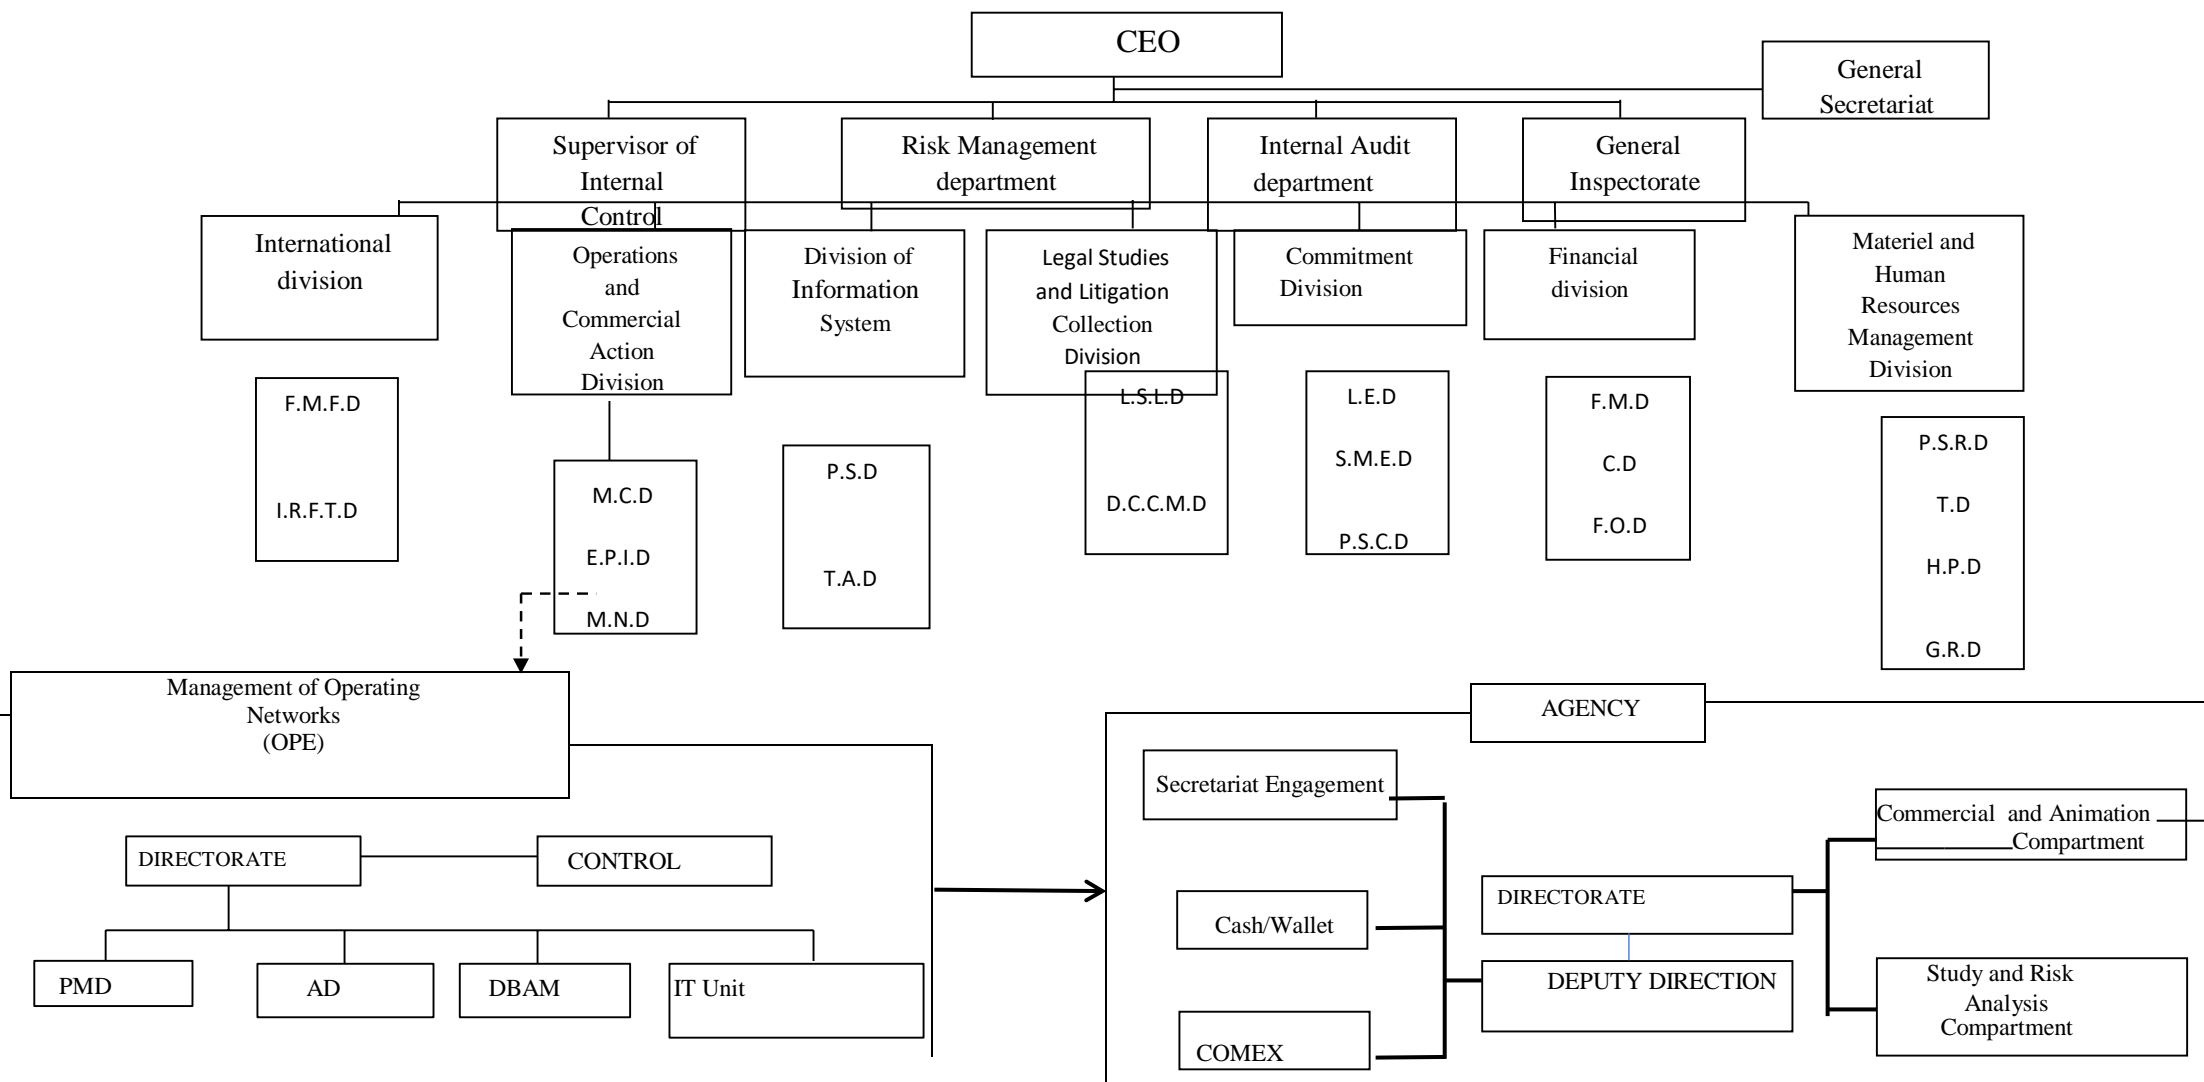 CEO
General
Secretariat
Supervisor of
Internal
Control
Risk Management
department
Internal Audit
department
General
Inspectorate
International
division
Operations
and
Commercial
Action
Division
Division of
Information
System
Legal Studies
and Litigation
Collection
Division
Commitment
Division
Financial
division
Materiel and
Human
Resources
Management
Division
F.M.F.D
I.R.F.T.D
M.C.D
E.P.I.D
M.N.D
P.S.D
T.A.D
L.S.L.D
D.C.C.M.D
L.E.D
S.M.E.D
P.S.C.D
F.M.D
C.D
F.O.D
P.S.R.D
T.D
H.P.D
G.R.D
Management of Operating
Networks
(OPE)
DIRECTORATE
CONTROL
PMD
AD
DBAM
IT Unit
AGENCY
Secretariat Engagement
Cash/Wallet
COMEX
DIRECTORATE
DEPUTY DIRECTION
Commercial and Animation
Compartment
Study and Risk
Analysis
Compartment